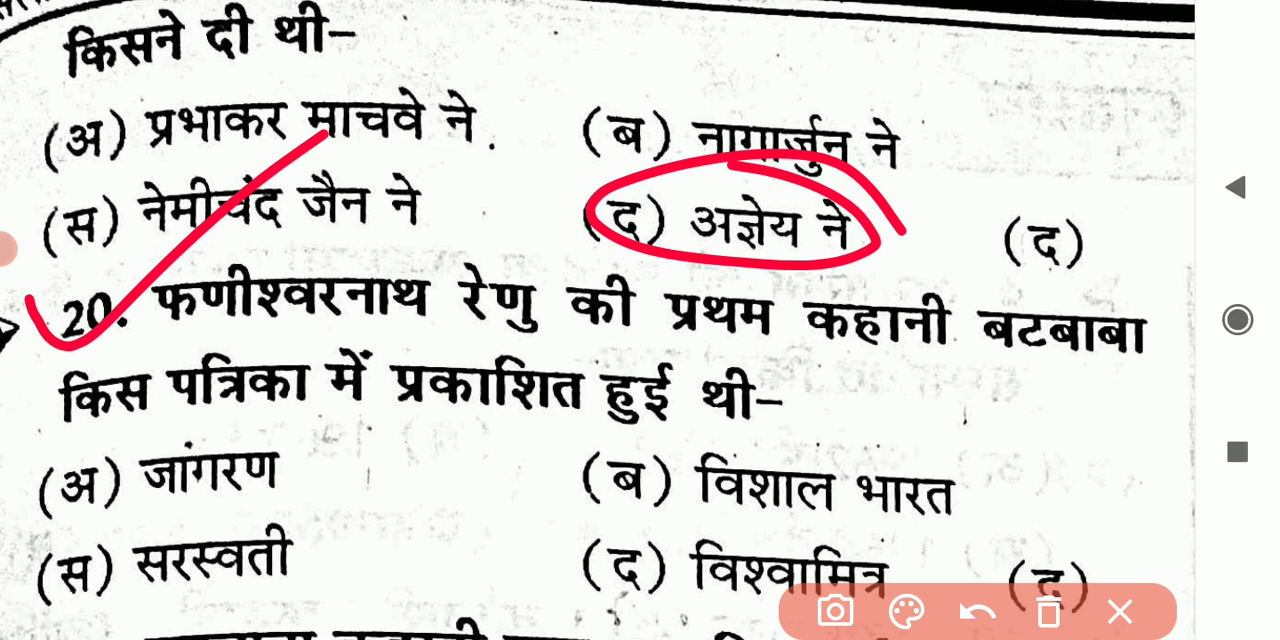 किसने दी थी–
(अ) प्रभाकर माचवे ने. (ब) नागार्जुन ने
(स) नेमीचंद जैन ने (द) अज्ञेय ने (द)
20. फणीश्वरनाथ रेणु की प्रथम कहानी बटबाबा
किस पत्रिका में प्रकाशित हुई थी–
(अ) जांगरण (ब) विशाल भारत
(स) सरस्वती (द) विश्वामित्र (द)